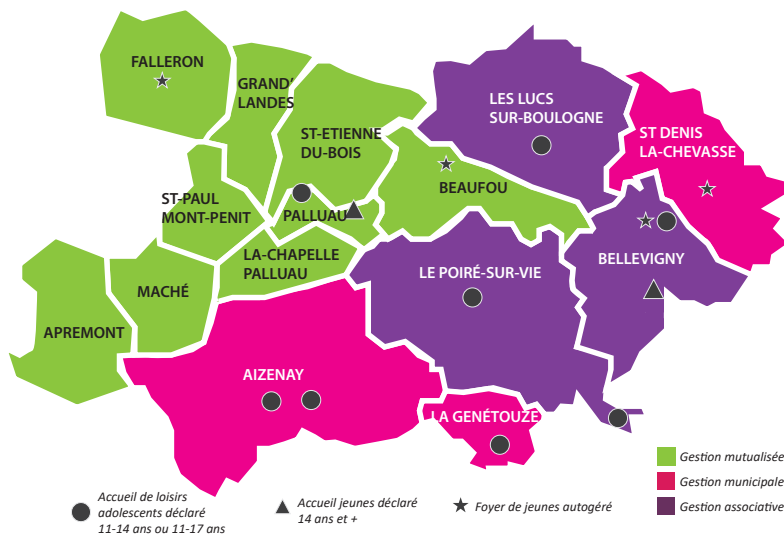 FALLERON
GRAND'
LANDES
ST-ETIENNE
DU-BOIS
LES LUCS
SUR-BOULOGNE
ST DENIS
LA-CHEVASSE
BEAUFOU
ST-PAUL
MONT-PENIT
PALLUAU
LA-CHAPELLE
PALLUAU
LE POIRÉ-SUR-VIE
BELLEVIGNY
MACHÉ
APREMONT
AIZENAY
LA GENÉTOUZE
Gestion mutualisée
Gestion municipale
Gestion associative
Accueil de loisirs
adolescents déclaré
11-14 ans ou 11-17 ans
Accueil jeunes déclaré
14 ans et +
Foyer de jeunes autogéré